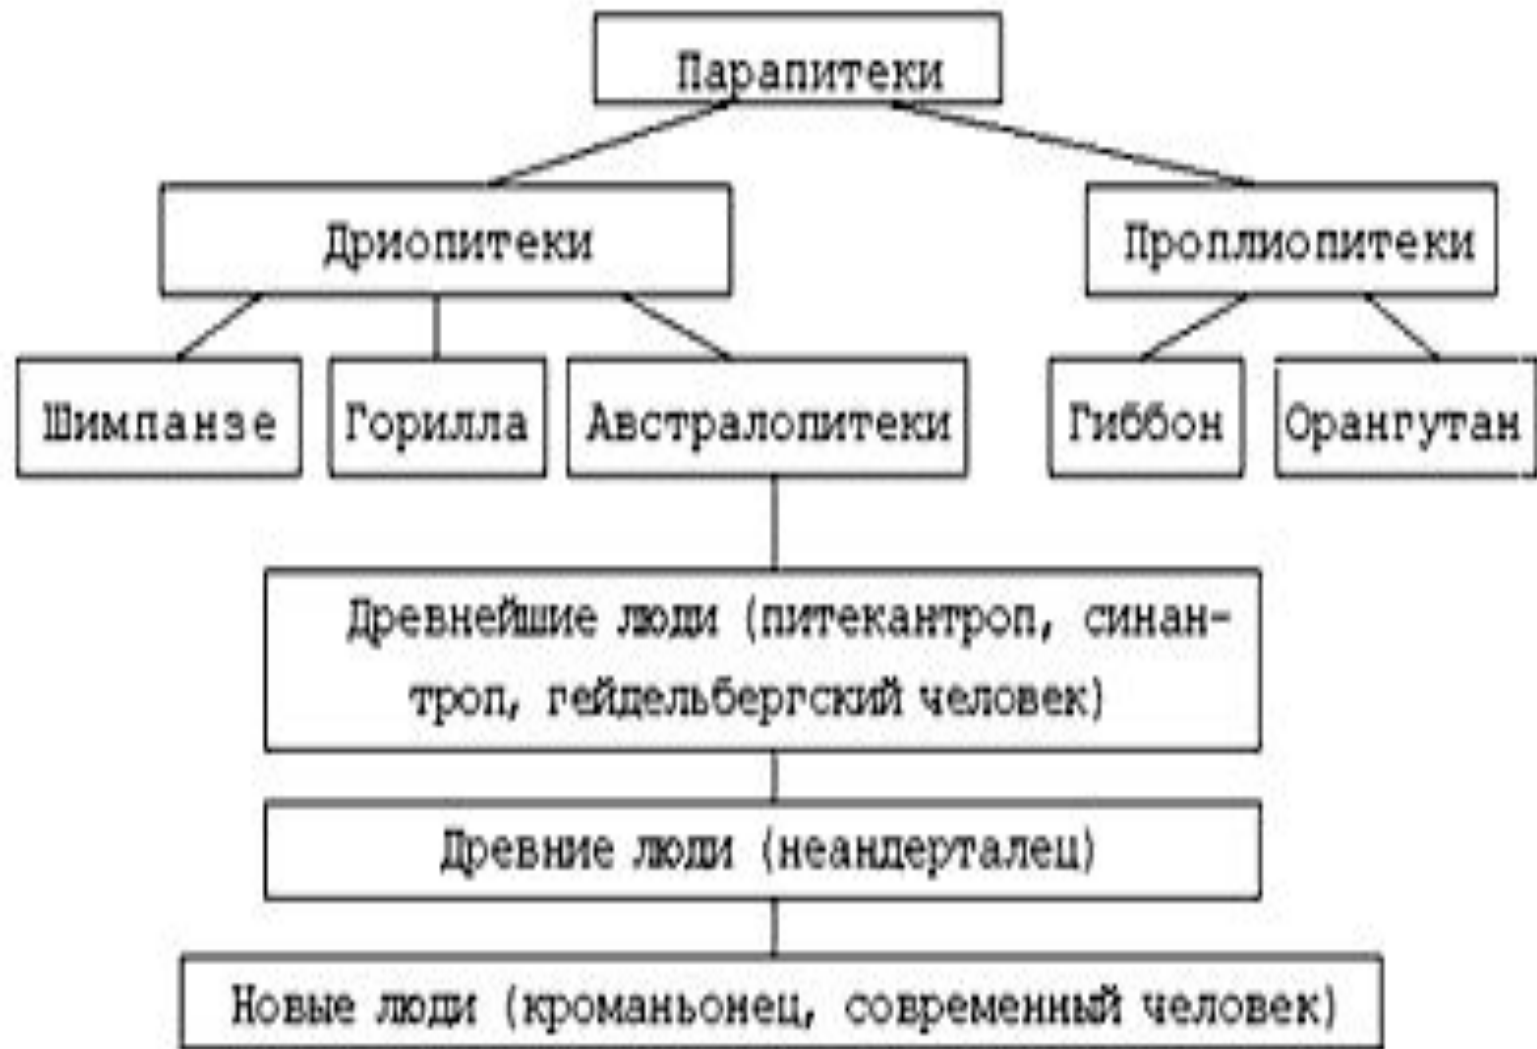 Парапитеки
Дриопитеки
Проплиопитеки
Шимпанзе
Горилла
Австралопитеки
Гиббон
Орангутан
Древнейшие люди (питекантроп, синан-
троп, гейдельбергский человек)
Древние люди (неандерталец)
Новые люди (кроманьонец, современный человек)